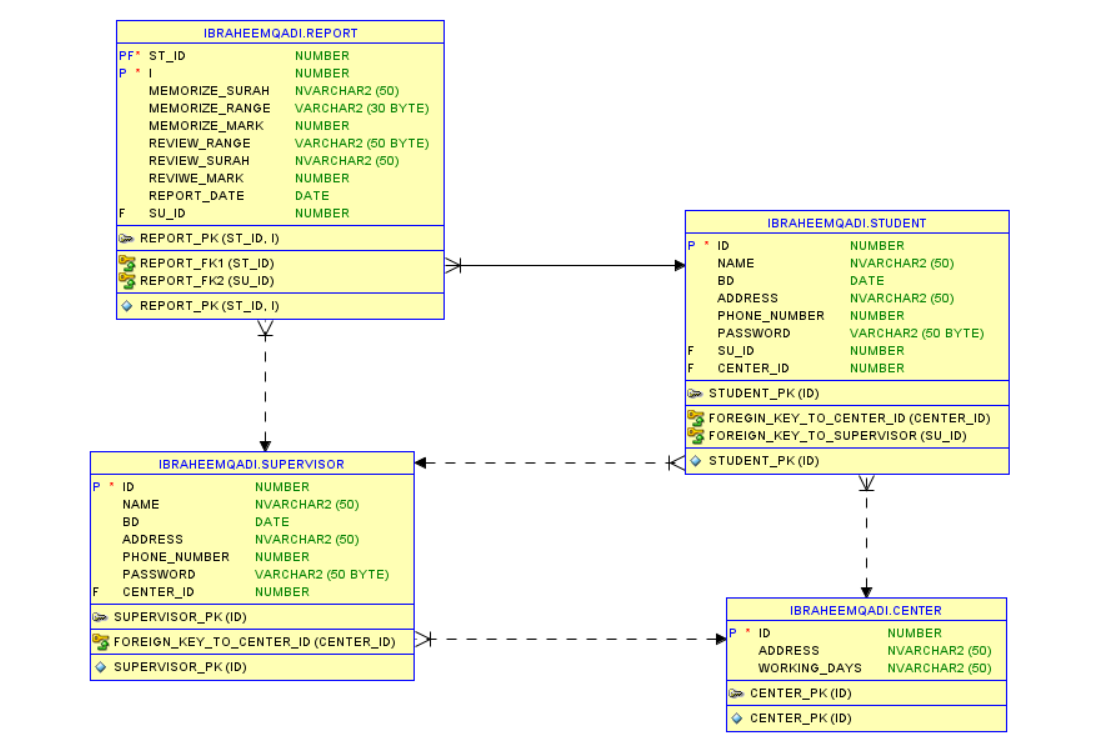 IBRAHEEMQADI.REPORT
PF* ST_ID NUMBER
P * I NUMBER
MEMORIZE_SURAH NVARCHAR2 (50)
MEMORIZE_RANGE VARCHAR2 (30 BYTE)
MEMORIZE_MARK NUMBER
REVIEW_RANGE VARCHAR2 (50 BYTE)
REVIEW_SURAH NVARCHAR2 (50)
REVIWE_MARK NUMBER
REPORT_DATE DATE
F SU_ID NUMBER
REPORT_PK (ST_ID, I)
REPORT_FK1 (ST_ID)
REPORT_FK2 (SU_ID)
REPORT_PK (ST_ID, I)
IBRAHEEMQADI.STUDENT
P * ID NUMBER
NAME NVARCHAR2 (50)
BD DATE
ADDRESS NVARCHAR2 (50)
PHONE_NUMBER NUMBER
PASSWORD VARCHAR2 (50 BYTE)
F SU_ID NUMBER
F CENTER_ID NUMBER
STUDENT_PK (ID)
FOREGIN_KEY_TO_CENTER_ID (CENTER_ID)
FOREIGN_KEY_TO_SUPERVISOR (SU_ID)
STUDENT_PK (ID)
IBRAHEEMQADI.SUPERVISOR
P * ID NUMBER
NAME NVARCHAR2 (50)
BD DATE
ADDRESS NVARCHAR2 (50)
PHONE_NUMBER NUMBER
PASSWORD VARCHAR2 (50 BYTE)
F CENTER_ID NUMBER
SUPERVISOR_PK (ID)
FOREIGN_KEY_TO_CENTER_ID (CENTER_ID)
SUPERVISOR_PK (ID)
IBRAHEEMQADI.CENTER
P * ID NUMBER
ADDRESS NVARCHAR2 (50)
WORKING_DAYS NVARCHAR2 (50)
CENTER_PK (ID)
CENTER_PK (ID)